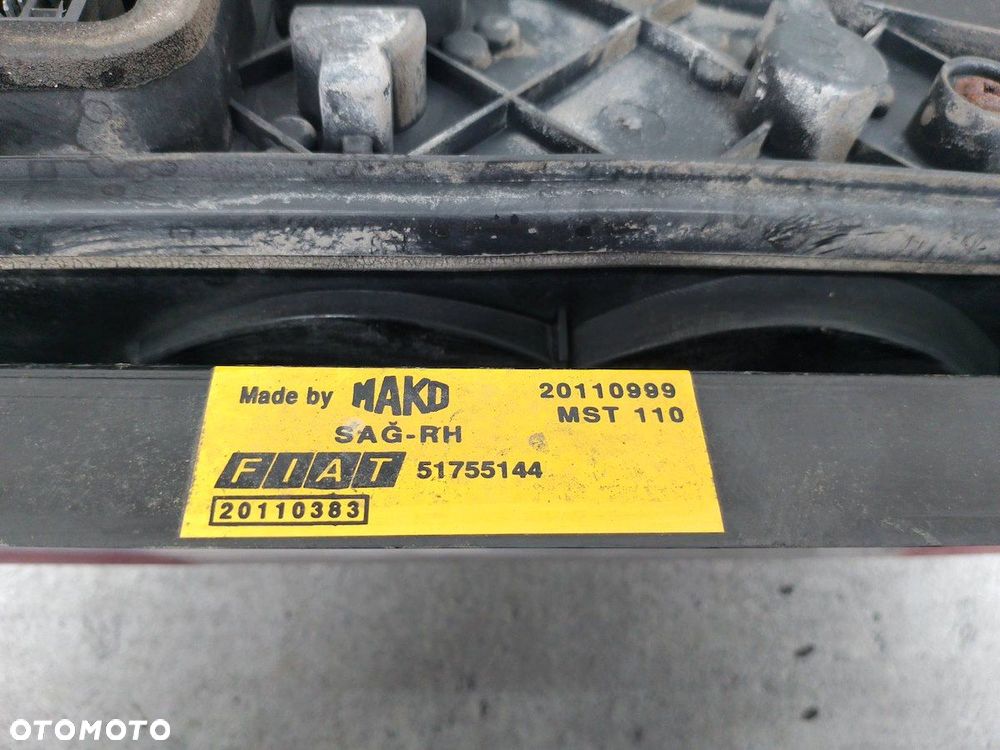 Made by MAKO 20110999
MST 110
SAĞ-RH
FIAT 51755144
20110383
OTOMOTO